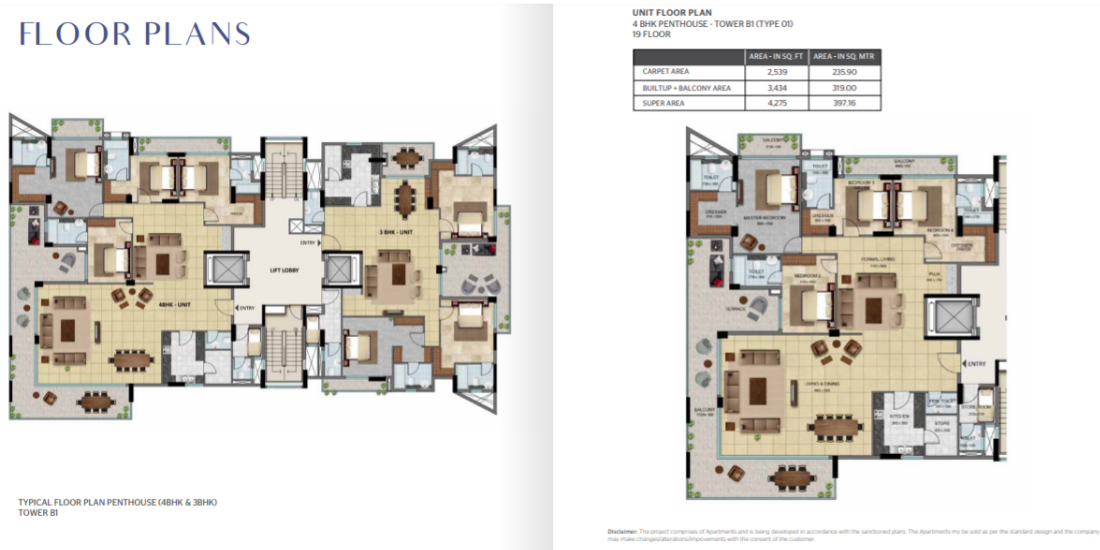 FLOOR PLANS
ENTRY
3 BHK - UNIT
LIFT LOBBY
4BHK - UNIT
ENTRY
TYPICAL FLOOR PLAN PENTHOUSE (4BHK & 3BHK)
TOWER B1
UNIT FLOOR PLAN
4 BHK PENTHOUSE - TOWER B1 (TYPE 01)
19 FLOOR
AREA - IN SQ. FT AREA - IN SQ. MTR
CARPET AREA 2,539 235.90
BUILTUP + BALCONY AREA 3,434 319.00
SUPER AREA 4,275 397.16
BALCONY
TOILET
TOILET
BALCONY
BEDROOM 3
DRESSER
MASTER BEDROOM
DRESSER
TOILET
BEDROOM 4
FORMAL LIVING
TOILET
BEDROOM 2
PUJA
TERRACE
ENTRY
LIVING & DINING
BALCONY
KITCHEN
STORE
STORE ROOM
TOILET
Disclaimer: The project comprises of Apartments and is being developed in accordance with the sanctioned plans. The Apartments my be sold as per the standard design and the company
may make changes/alterations/impovements with the consent of the customer.